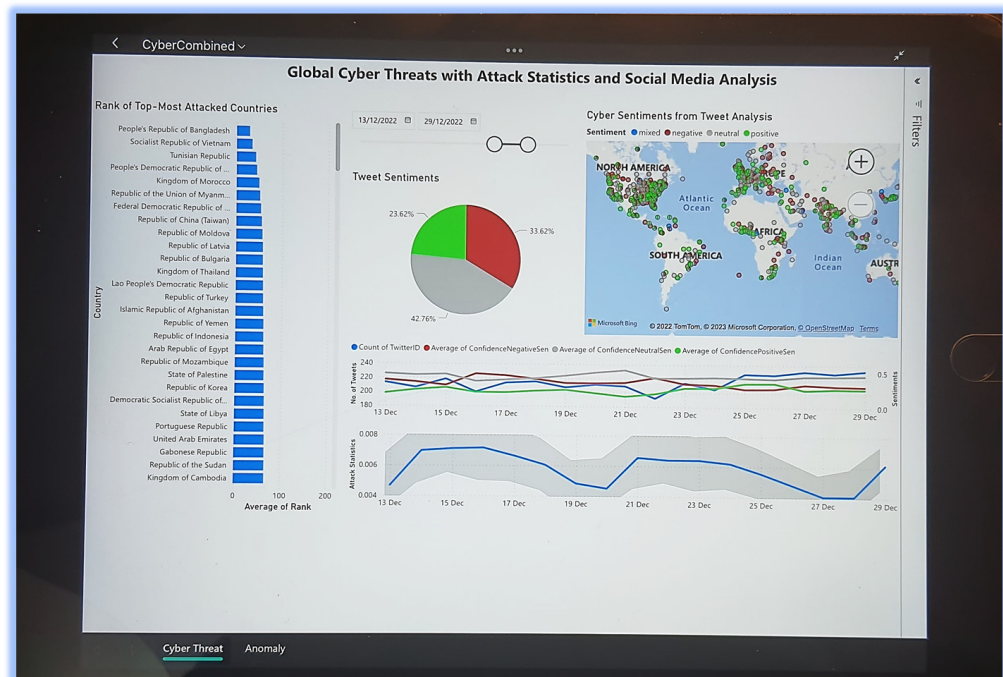 CyberCombined
Global Cyber Threats with Attack Statistics and Social Media Analysis
Rank of Top-Most Attacked Countries
Country
People's Republic of Bangladesh
Socialist Republic of Vietnam
Tunisian Republic
People's Democratic Republic of ...
Kingdom of Morocco
Republic of the Union of Myanm...
Federal Democratic Republic of ...
Republic of China (Taiwan)
Republic of Moldova
Republic of Latvia
Republic of Bulgaria
Kingdom of Thailand
Lao People's Democratic Republic
Republic of Turkey
Islamic Republic of Afghanistan
Republic of Yemen
Republic of Indonesia
Arab Republic of Egypt
Republic of Mozambique
State of Palestine
Republic of Korea
Democratic Socialist Republic of...
State of Libya
Portuguese Republic
United Arab Emirates
Gabonese Republic
Republic of the Sudan
Kingdom of Cambodia
0 100 200
Average of Rank
13/12/2022 29/12/2022
Tweet Sentiments
23.62%
33.62%
42.76%
Cyber Sentiments from Tweet Analysis
Sentiment mixed negative neutral positive
NORTH AMERICA
Atlantic
Ocean
AFRICA
SOUTH AMERICA
Indian
Ocean
AUSTR
Microsoft Bing © 2022 TomTom, © 2023 Microsoft Corporation, © OpenStreetMap Terms
Filters
Count of TwitterID Average of ConfidenceNegativeSen Average of ConfidenceNeutralSen Average of ConfidencePositiveSen
No. of Tweets
240
220
200
180
0.5
0.0
Sentiments
13 Dec 15 Dec 17 Dec 19 Dec 21 Dec 23 Dec 25 Dec 27 Dec 29 Dec
Attack Statistics
0.008
0.006
0.004
13 Dec 15 Dec 17 Dec 19 Dec 21 Dec 23 Dec 25 Dec 27 Dec 29 Dec
Cyber Threat Anomaly